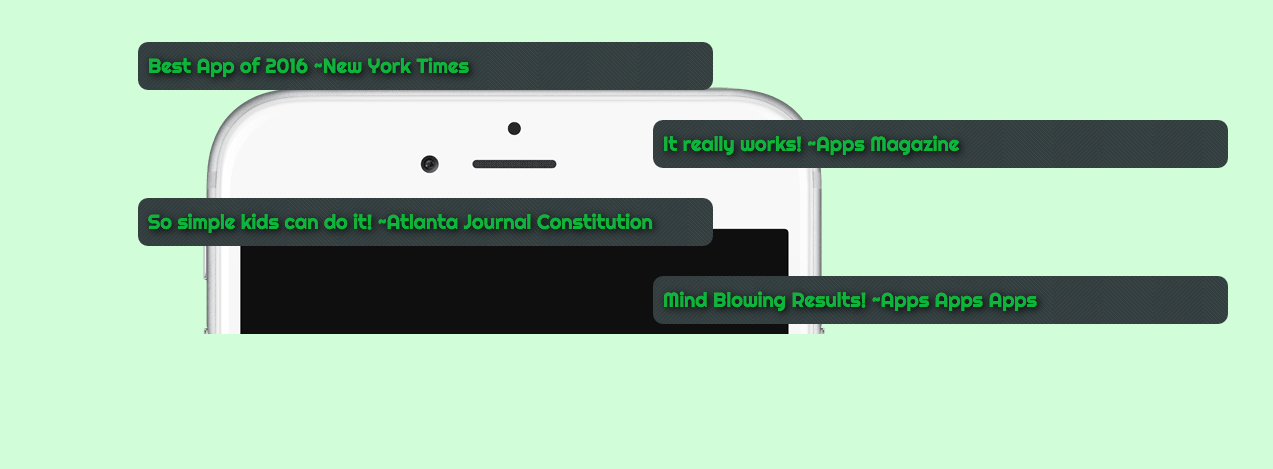 Best App of 2016 ~New York Times
It really works! ~Apps Magazine
So simple kids can do it! ~Atlanta Journal Constitution
Mind Blowing Results! ~Apps Apps Apps